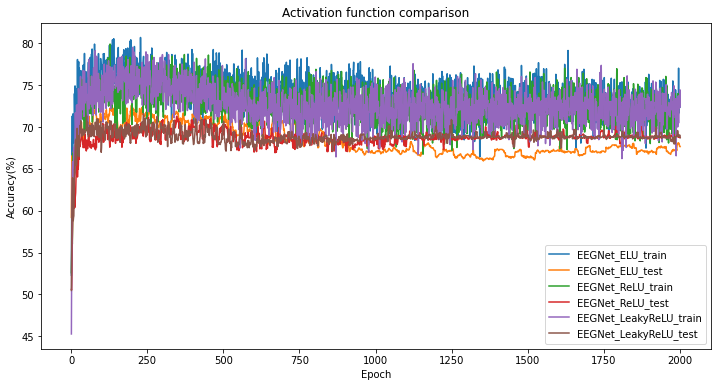 Activation function comparison
Accuracy(%)
80
75
70
65
60
55
50
45
0
250
500
750
1000
1250
1500
1750
2000
Epoch
EEGNet_ELU_train
EEGNet_ELU_test
EEGNet_ReLU_train
EEGNet_ReLU_test
EEGNet_LeakyReLU_train
EEGNet_LeakyReLU_test